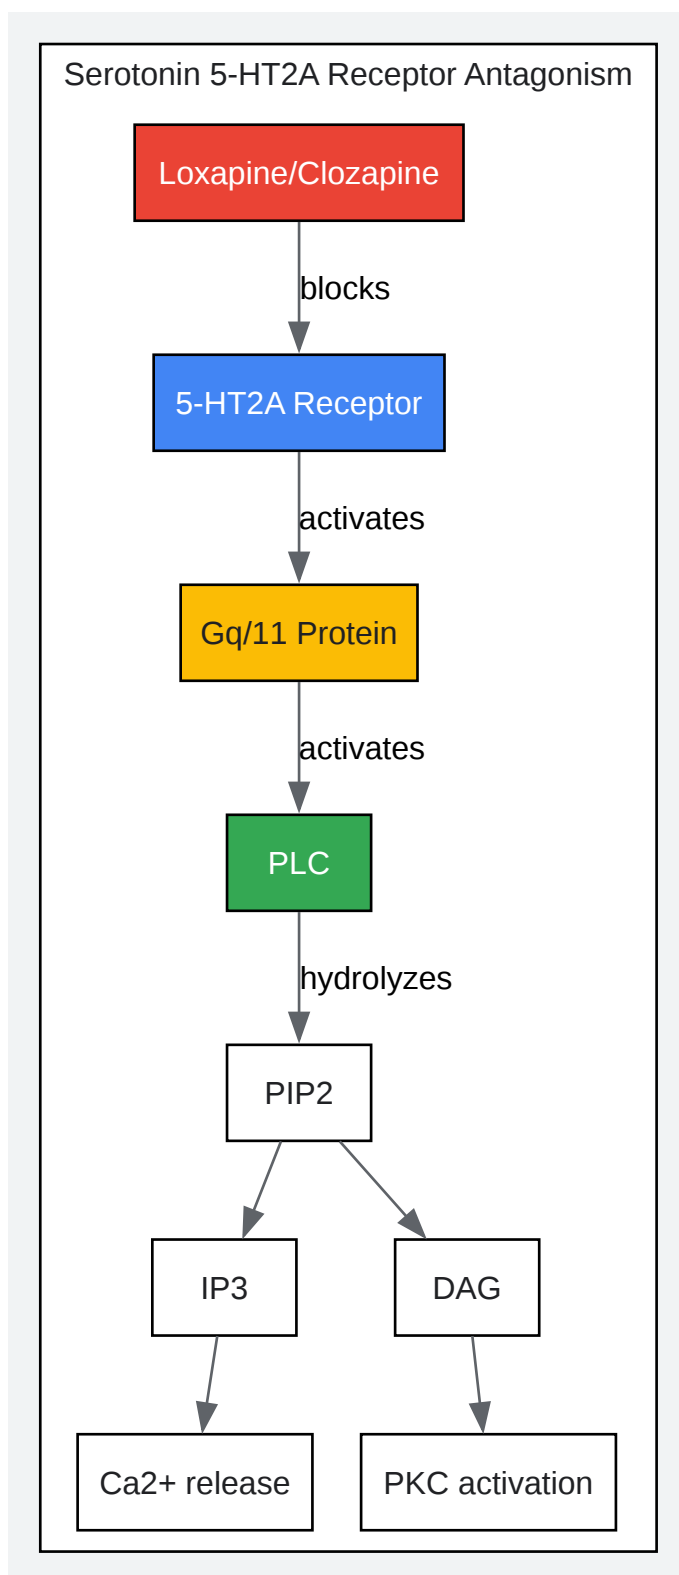 Serotonin 5-HT2A Receptor Antagonism
Loxapine/Clozapine
blocks
5-HT2A Receptor
activates
Gq/11 Protein
activates
PLC
hydrolyzes
PIP2
IP3
DAG
Ca2+ release
PKC activation